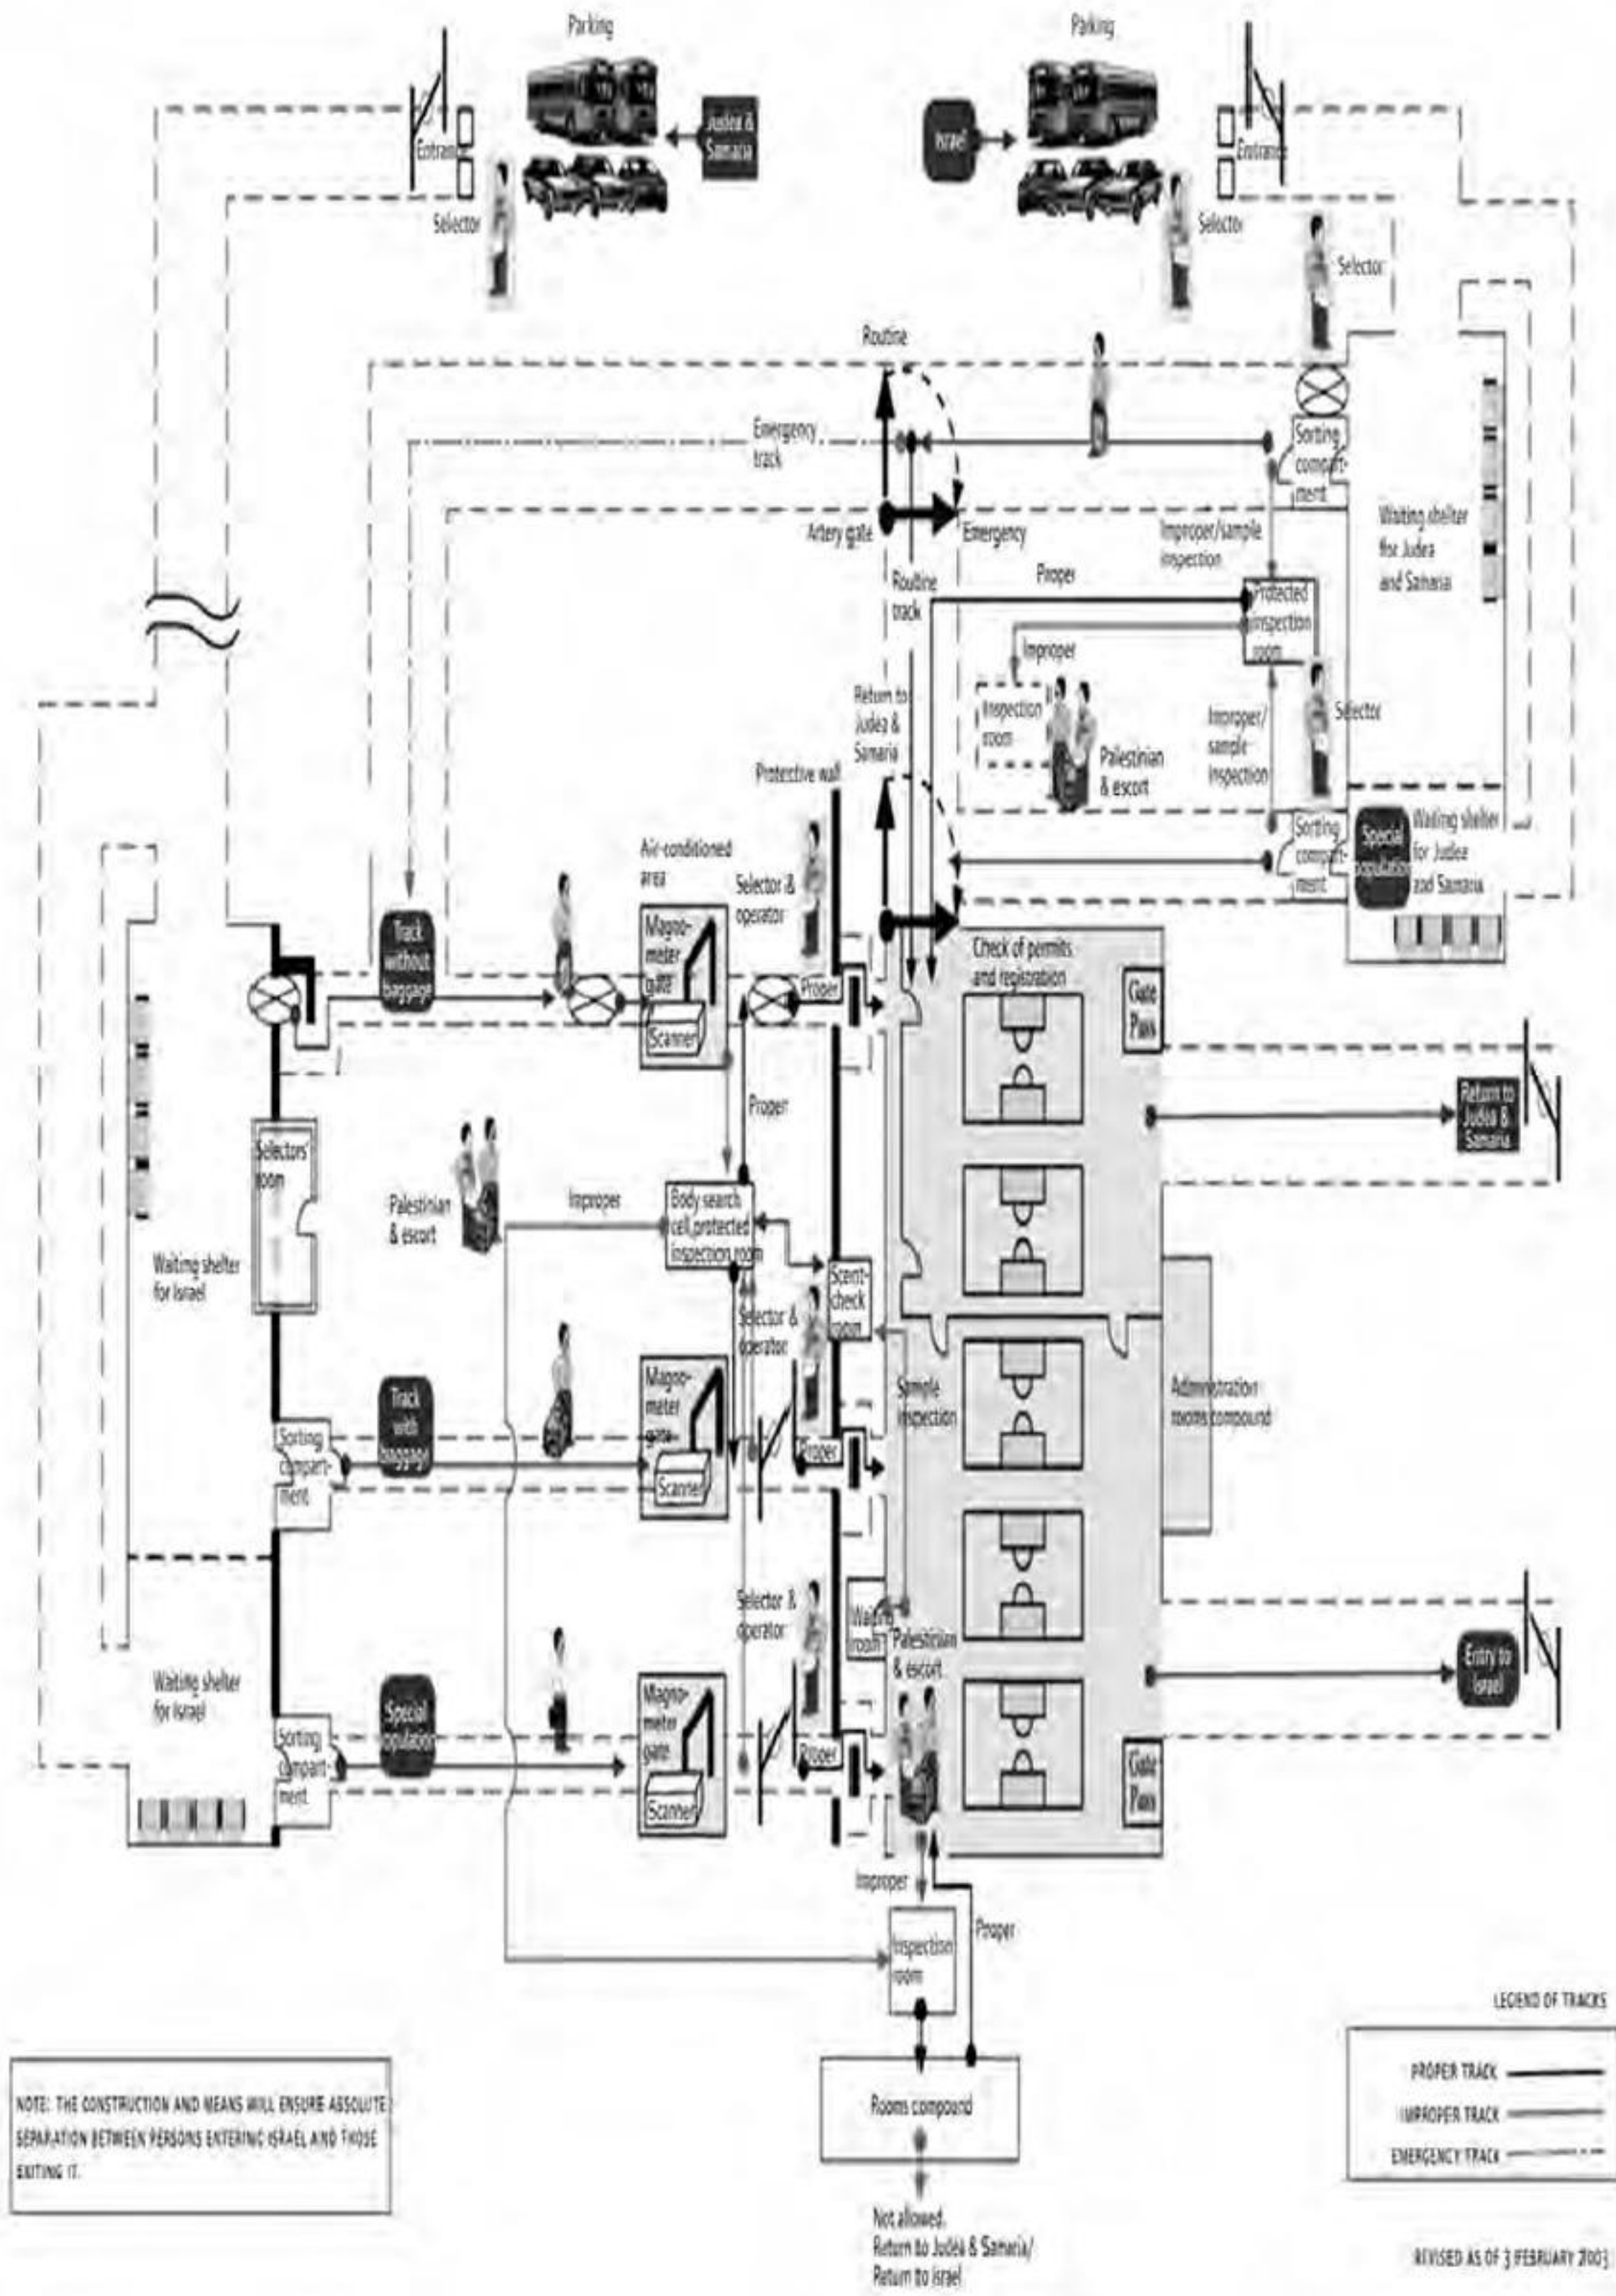 Parking
Parking
Judea &
Samaria
Israel
Entrance
Entrance
Selector
Selector
Selector
Routine
Emergency
track
Sorting
compart-
ment
Artery gate
Emergency
Improper/sample
inspection
Waiting shelter
for Judea
and Samaria
Routine
track
Proper
Protected
inspection
room
Improper
Return to
Judea &
Samaria
Inspection
room
Improper/
sample
inspection
Selector
Palestinian
& escort
Protective wall
Air-conditioned
area
Selector &
operator
Sorting
compart-
ment
Special
population
Waiting shelter
for Judea
and Samaria
Track
without
baggage
Magno-
meter
gate
Scanner
Proper
Check of permits
and registration
Gate
Pass
Proper
Return to
Judea &
Samaria
Selectors'
room
Palestinian
& escort
Improper
Body search
cell, protected
inspection room
Waiting shelter
for Israel
Scent-
check
room
Selector &
operator
Track
with
baggage
Magno-
meter
gate
Scanner
Sample
inspection
Administration
rooms compound
Sorting
compart-
ment
Proper
Selector &
operator
Waiting
room
Palestinian
& escort
Entry to
Israel
Waiting shelter
for Israel
Special
population
Magno-
meter
gate
Scanner
Sorting
compart-
ment
Proper
Gate
Pass
Improper
Inspection
room
Proper
LEGEND OF TRACKS
PROPER TRACK
IMPROPER TRACK
EMERGENCY TRACK
NOTE: THE CONSTRUCTION AND MEANS WILL ENSURE ABSOLUTE
SEPARATION BETWEEN PERSONS ENTERING ISRAEL AND THOSE
EXITING IT.
Rooms compound
Not allowed.
Return to Judea & Samaria/
Return to Israel
REVISED AS OF 3 FEBRUARY 2003